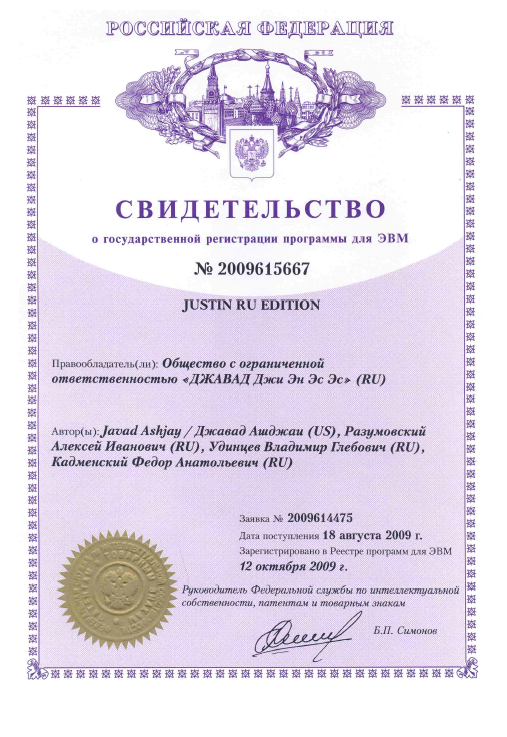 РОССИЙСКАЯ ФЕДЕРАЦИЯ
СВИДЕТЕЛЬСТВО
о государственной регистрации программы для ЭВМ
№ 2009615667
JUSTIN RU EDITION
Правообладатель(ли): Общество с ограниченной
ответственностью «ДЖАВАД Джи Эн Эс Эс» (RU)
Автор(ы): Javad Ashjay / Джавад Ашджаи (US), Разумовский
Алексей Иванович (RU), Удинцев Владимир Глебович (RU),
Кадменский Федор Анатольевич (RU)
Заявка № 2009614475
Дата поступления 18 августа 2009 г.
Зарегистрировано в Реестре программ для ЭВМ
12 октября 2009 г.
Руководитель Федеральной службы по интеллектуальной
собственности, патентам и товарным знакам
Б.П. Симонов